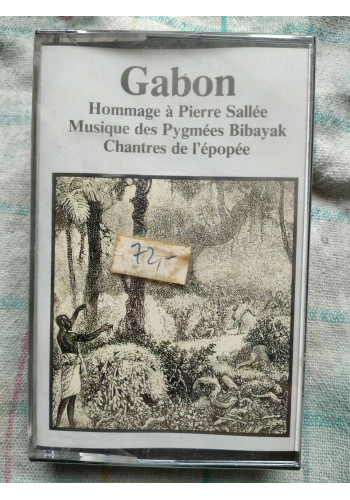 Gabon
Hommage à Pierre Sallée
Musique des Pygmées Bibayak
Chantres de l'épopée
72,-